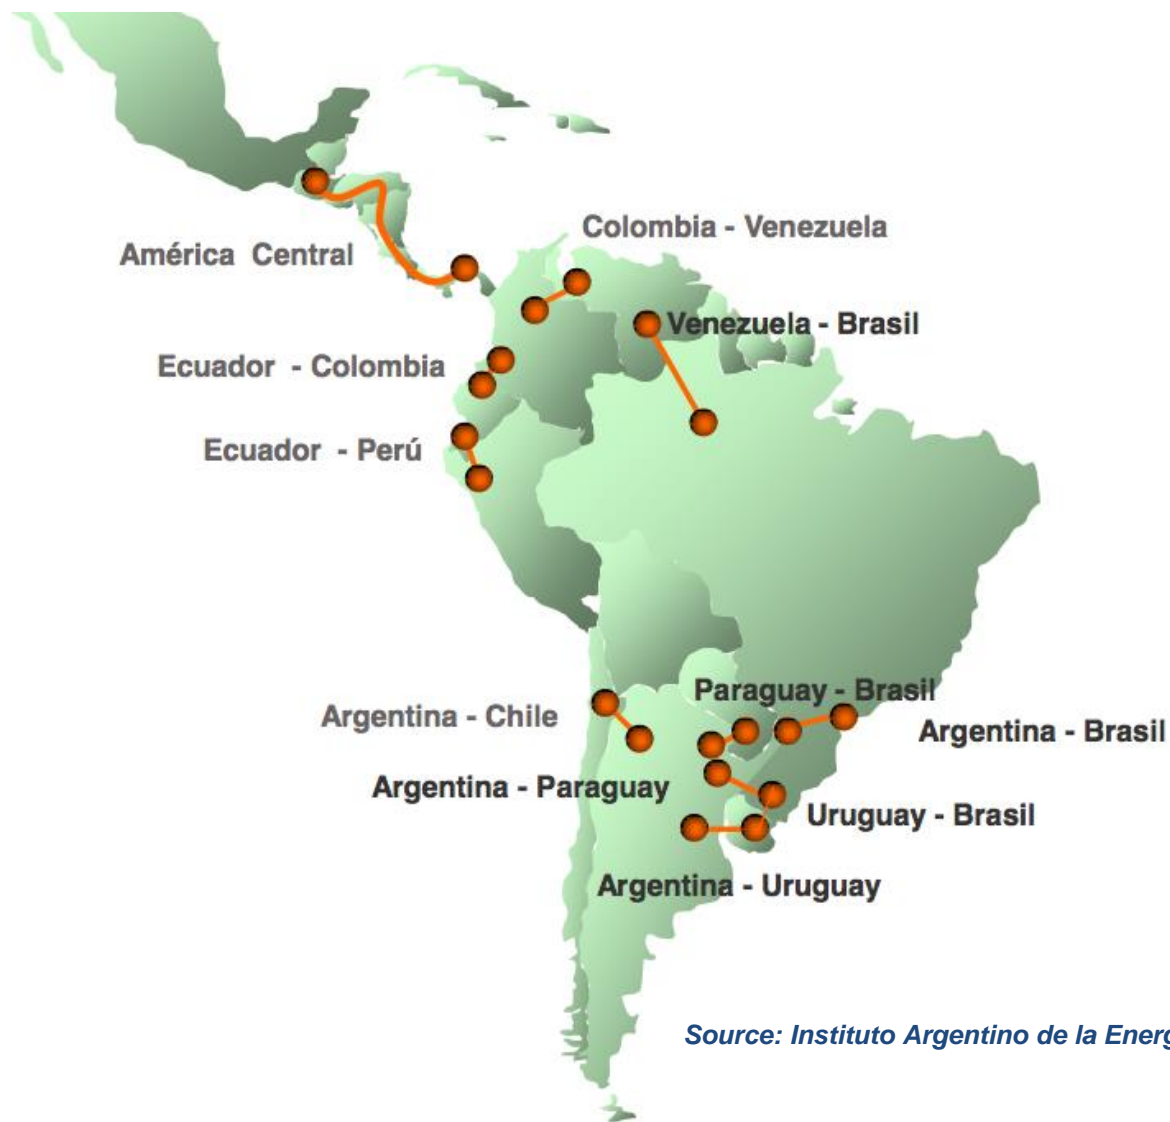 Colombia - Venezuela
América Central
Venezuela - Brasil
Ecuador - Colombia
Ecuador - Perú
Paraguay - Brasil
Argentina - Chile
Argentina - Brasil
Argentina - Paraguay
Uruguay - Brasil
Argentina - Uruguay
Source: Instituto Argentino de la Energ